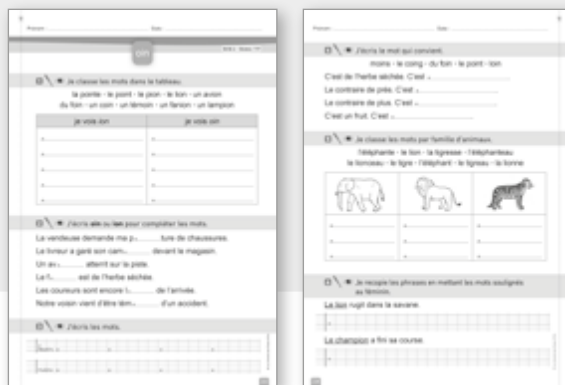 Prénom :
Date :
oin
Je classe les mots dans le tableau.
la pointe - le point - le pion - le lion - un avion
du foin - un coin - un témoin - un fanion - un lampion
je vois ion
je vois oin
J'écris oin ou ion pour compléter les mots.
La vendeuse demande ma p ture de chaussures.
Le livreur a garé son cam devant le magasin.
Un av atterrit sur la piste.
Le f est de l'herbe séchée.
Les coureurs sont encore l de l'arrivée.
Notre voisin vient d'être tém d'un accident.
J'écris les mots.
Prénom :
Date :
J'écris le mot qui convient.
moins - le coing - du foin - le point - loin
C'est de l'herbe séchée. C'est
Le contraire de près. C'est
Le contraire de plus. C'est
C'est un fruit. C'est
Je classe les mots par famille d'animaux.
l'éléphante - le lion - la tigresse - l'éléphanteau
le lionceau - le tigre - l'éléphant - le tigreau - la lionne
Je recopie les phrases en mettant les mots soulignés
au féminin.
Le lion rugit dans la savane.
Le champion a fini sa course.